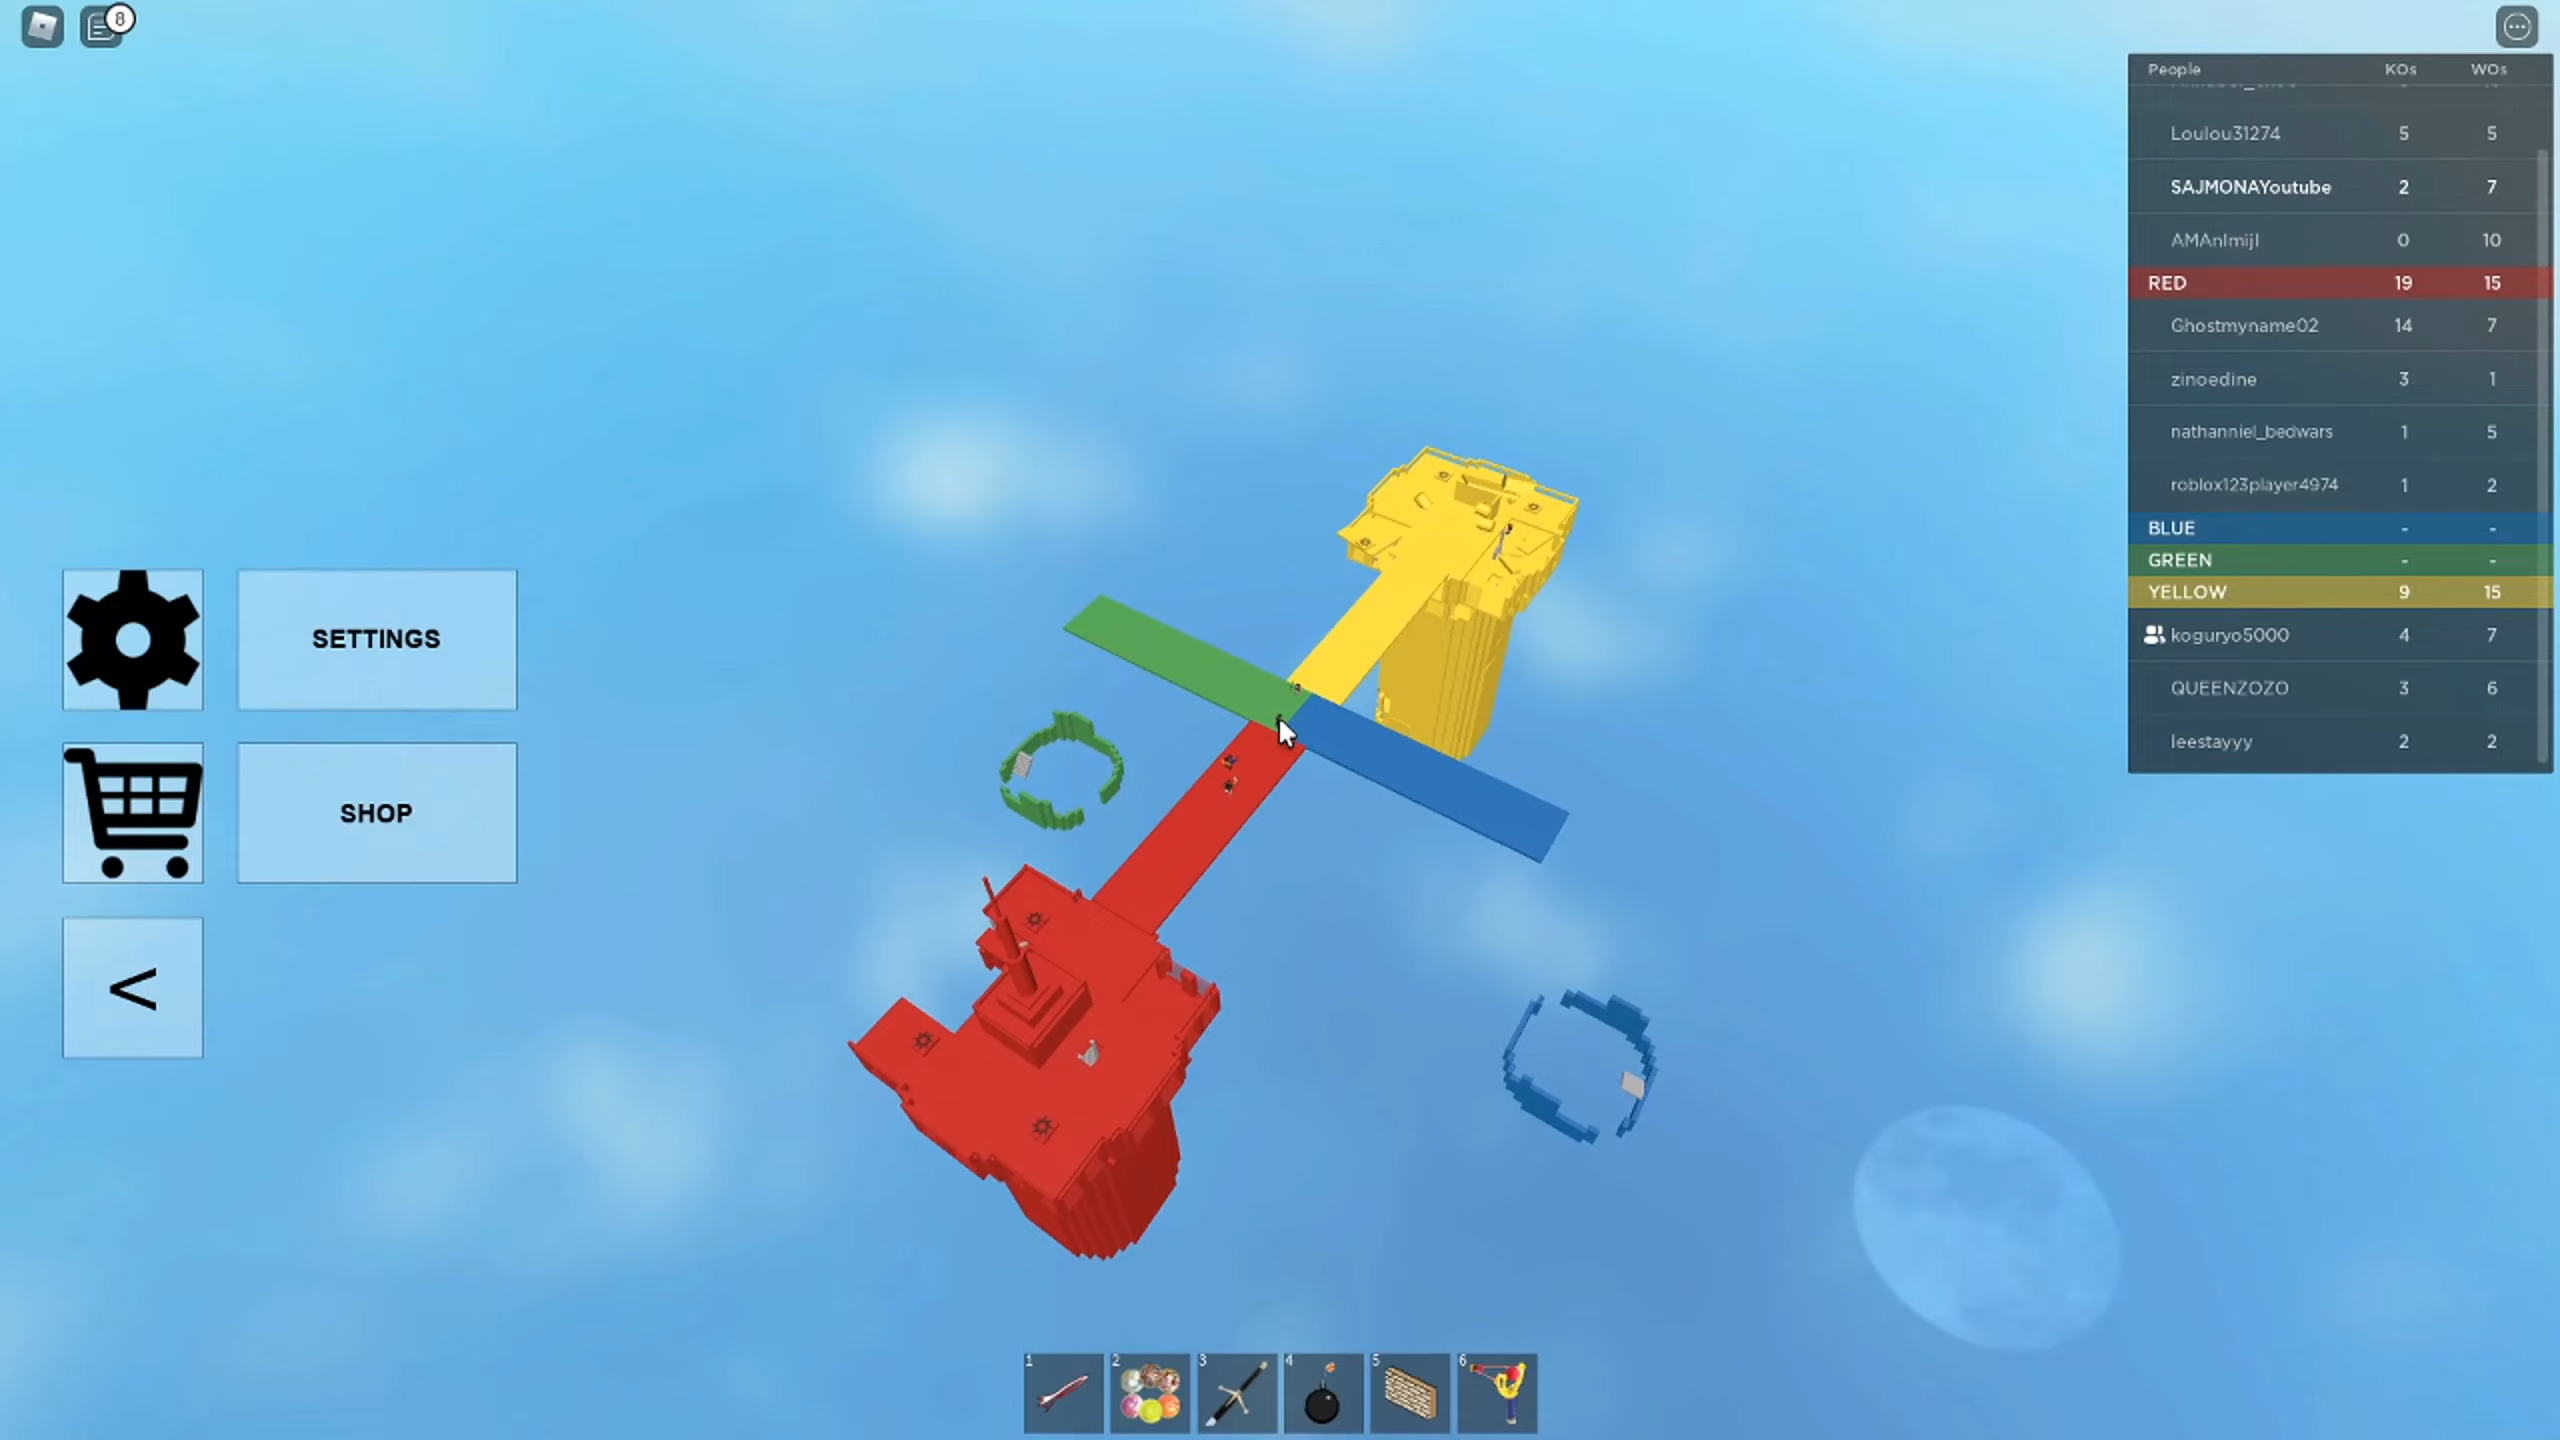 8
People KOs WOs
Loulou31274 5 5
SAJMONAYoutube 2 7
0 10
RED 19 15
Ghostmyname02 14 7
zinoedine 3 1
nathanniel_bedwars 1 5
roblox123player4974 1 2
BLUE - -
GREEN - -
YELLOW 9 15
koguryo5000 4 7
QUEENZOZO 3 6
leestayyy 2 2
SETTINGS
SHOP
<
1 2 3 4 5 6